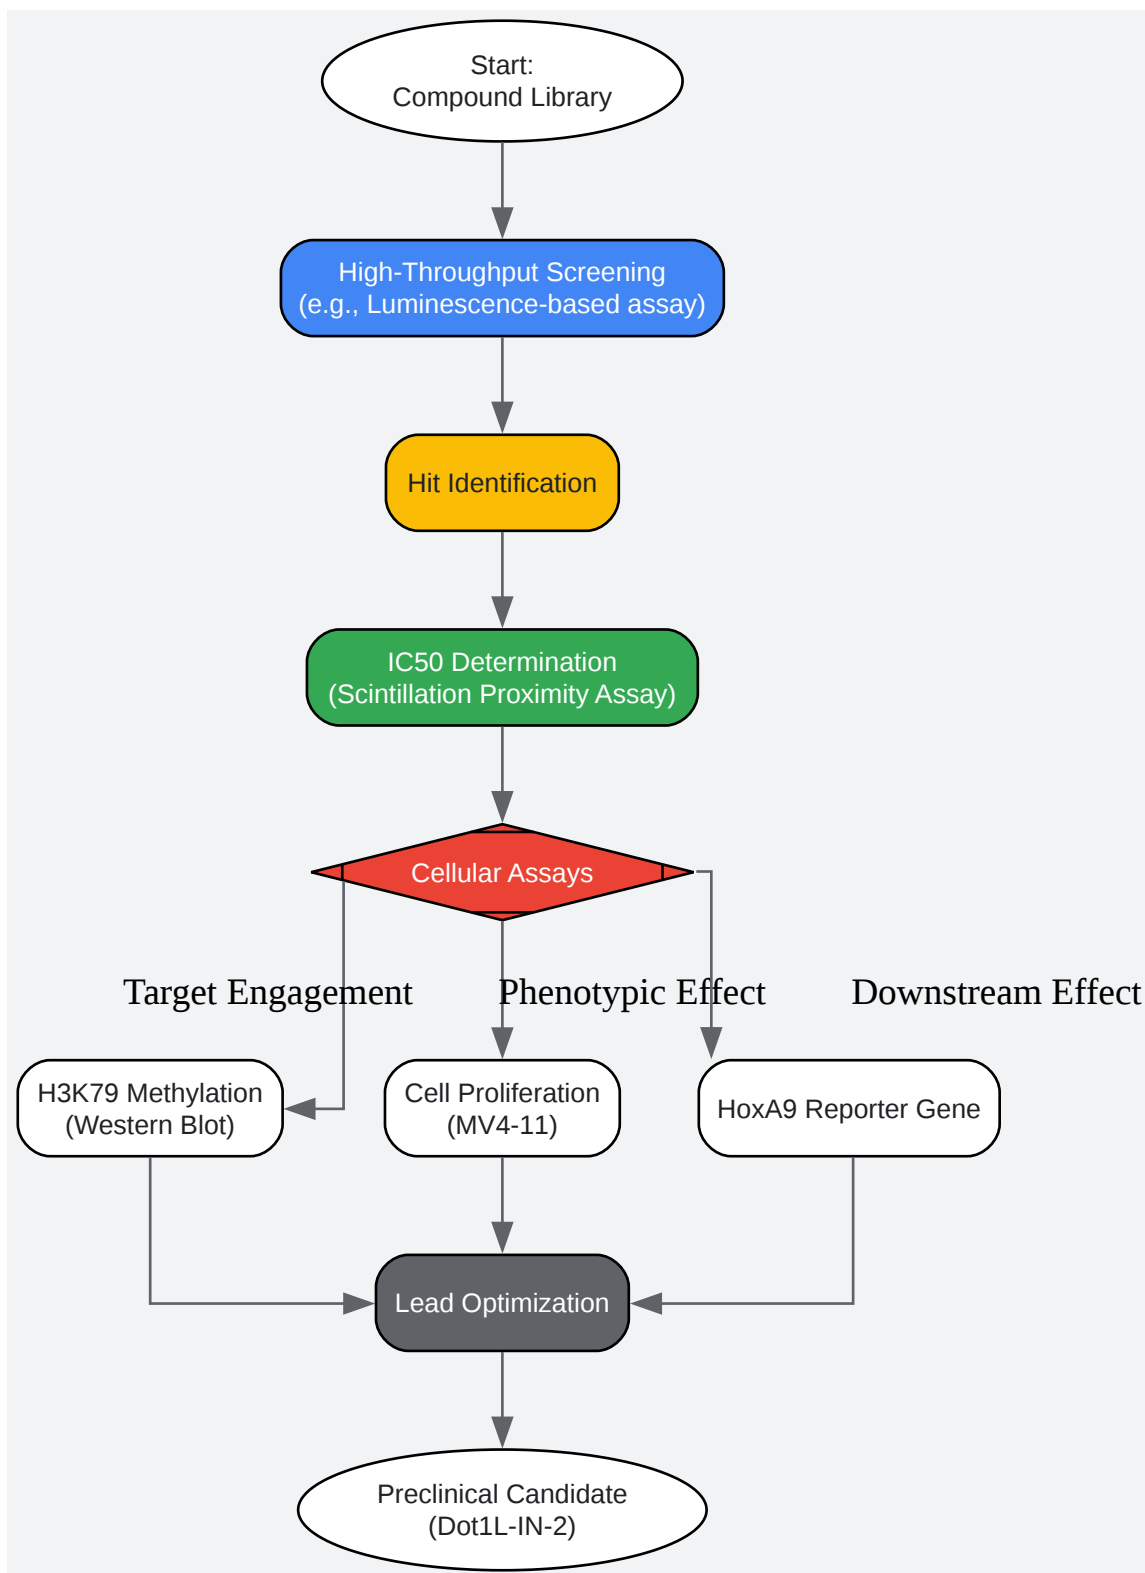 Start:
Compound Library
High-Throughput Screening
(e.g., Luminescence-based assay)
Hit Identification
IC50 Determination
(Scintillation Proximity Assay)
Cellular Assays
Target Engagement
Phenotypic Effect
Downstream Effect
H3K79 Methylation
(Western Blot)
Cell Proliferation
(MV4-11)
HoxA9 Reporter Gene
Lead Optimization
Preclinical Candidate
(Dot1L-IN-2)